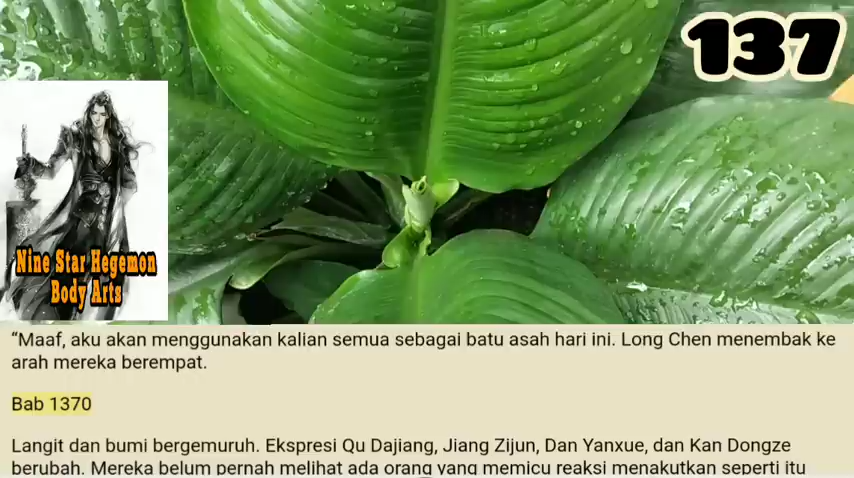 137
Nine Star Hegemon
Body Arts
“Maaf, aku akan menggunakan kalian semua sebagai batu asah hari ini. Long Chen menembak ke
arah mereka berempat.
Bab 1370
Langit dan bumi bergemuruh. Ekspresi Qu Dajiang, Jiang Zijun, Dan Yanxue, dan Kan Dongze
berubah. Mereka belum pernah melihat ada orang yang memicu reaksi menakutkan seperti itu